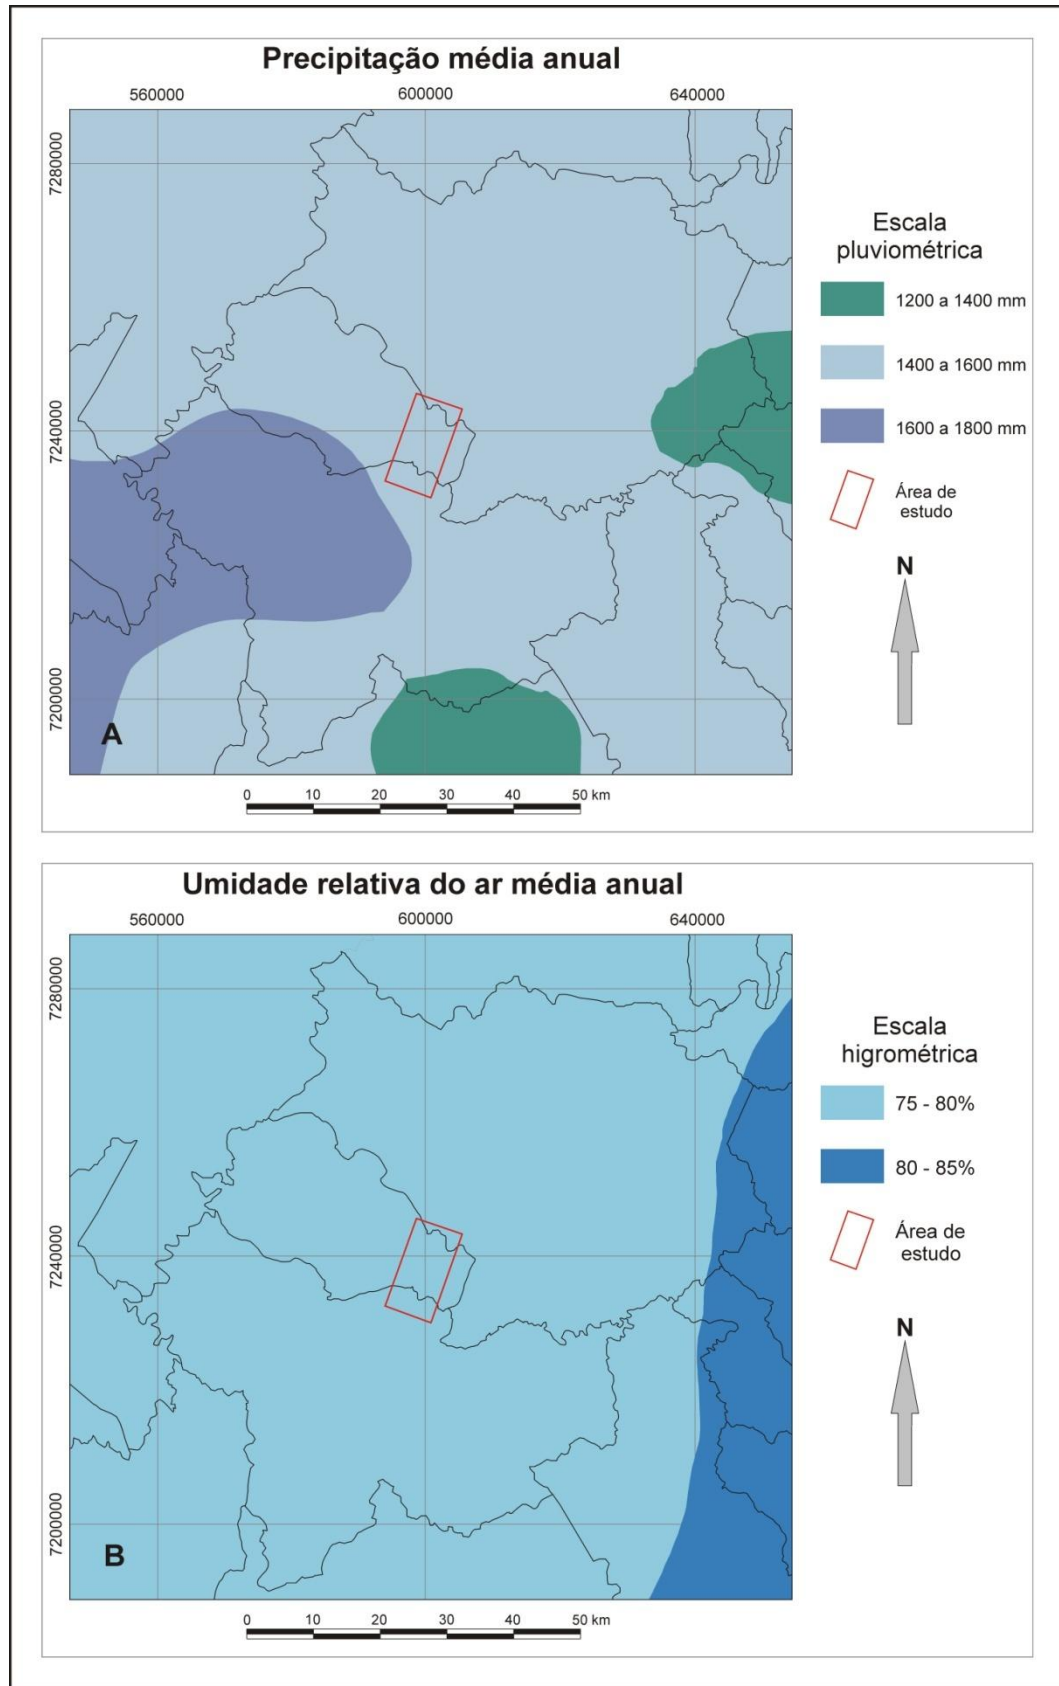 Precipitação média anual
560000
600000
640000
7280000
7240000
7200000
A
0 10 20 30 40 50 km
Escala
pluviométrica
1200 a 1400 mm
1400 a 1600 mm
1600 a 1800 mm
Área de
estudo
N
Umidade relativa do ar média anual
560000
600000
640000
7280000
7240000
7200000
B
0 10 20 30 40 50 km
Escala
higrométrica
75 - 80%
80 - 85%
Área de
estudo
N